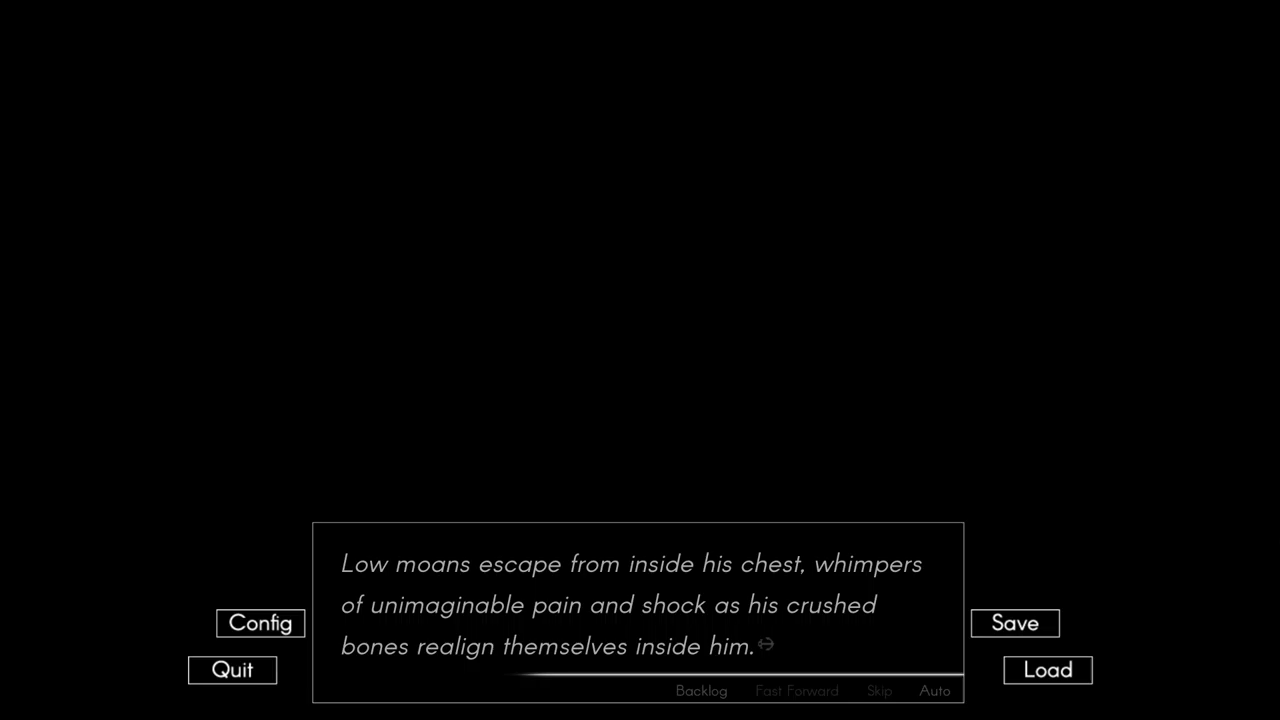 Low moans escape from inside his chest, whimpers
of unimaginable pain and shock as his crushed
bones realign themselves inside him.
Config
Save
Quit
Load
Backlog Fast Forward Skip Auto